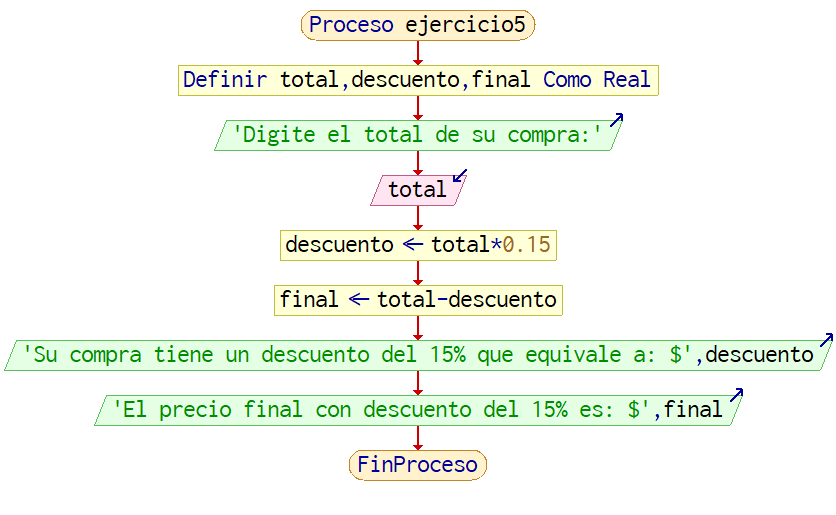 Proceso ejercicio5
Definir total,descuento,final Como Real
'Digite el total de su compra:'
total
descuento ← total*0.15
final ← total-descuento
'Su compra tiene un descuento del 15% que equivale a: $',descuento
'El precio final con descuento del 15% es: $',final
FinProceso